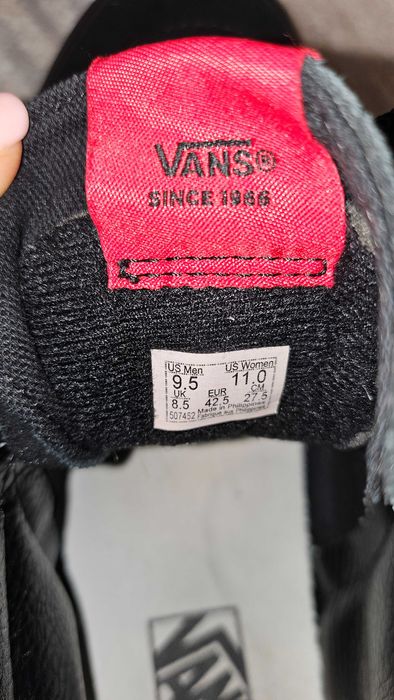 VANS®
SINCE 1966
US Men US Women
9.5 11.0
UK EUR CM
8.5 42.5 27.5
Made in Philippines
507452 Fabriqué aux Philippines
VANS